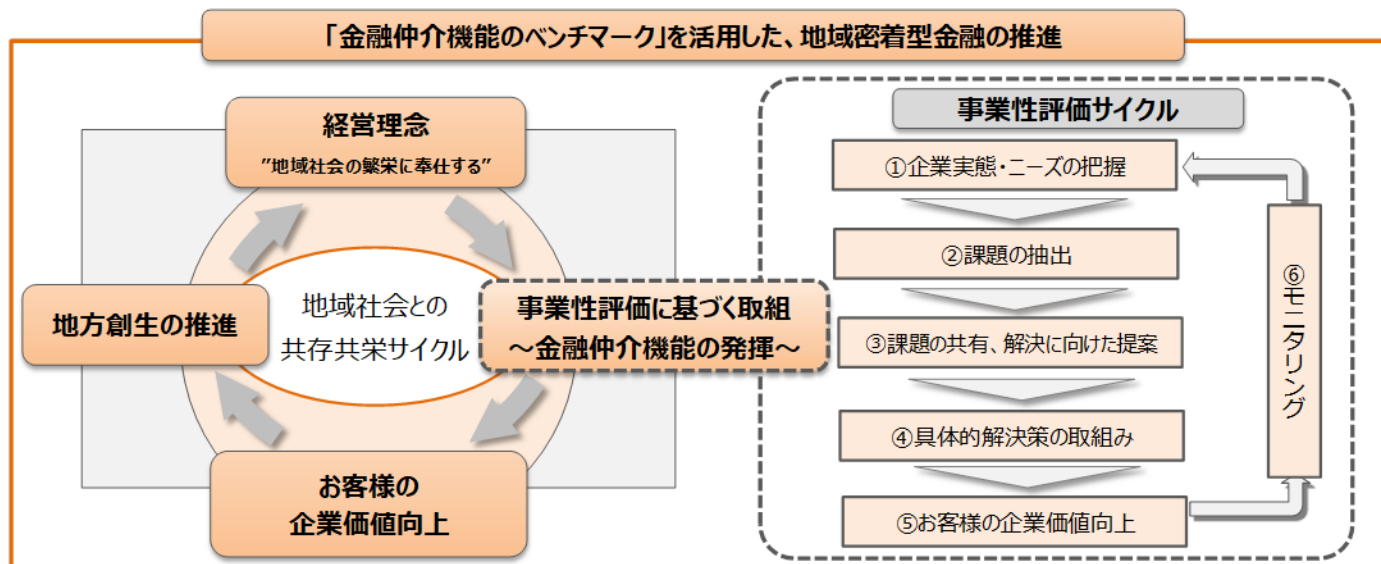 「金融仲介機能のベンチマーク」を活用した、地域密着型金融の推進
経営理念
”地域社会の繁栄に奉仕する”
地方創生の推進
地域社会との
共存共栄サイクル
事業性評価に基づく取組
～金融仲介機能の発揮～
お客様の
企業価値向上
事業性評価サイクル
①企業実態・ニーズの把握
②課題の抽出
③課題の共有、解決に向けた提案
④具体的解決策の取組み
⑤お客様の企業価値向上
⑥モニタリング